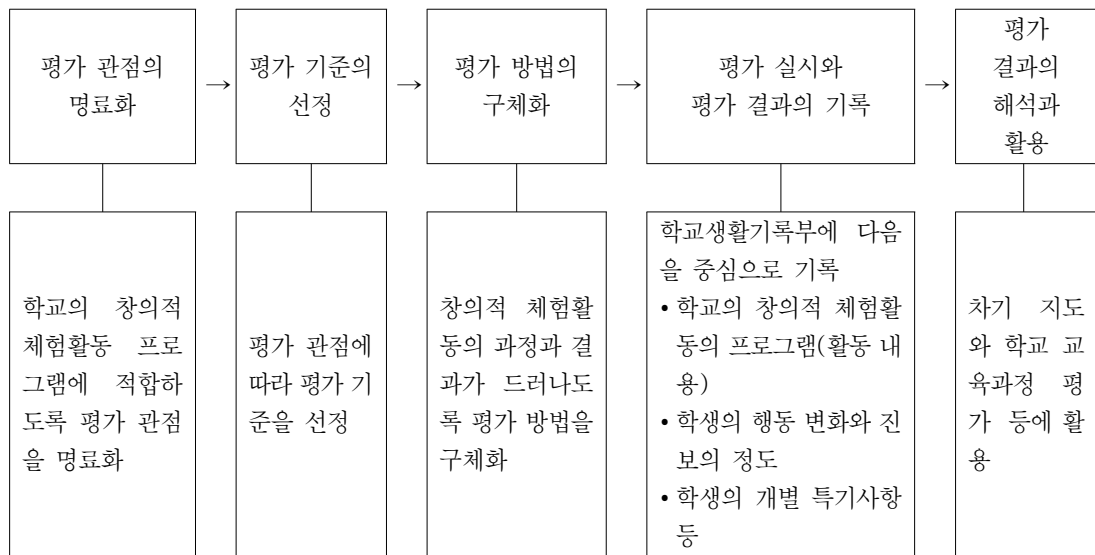 평가 관점의
명료화
→
평가 기준의
선정
→
평가 방법의
구체화
→
평가 실시와
평가 결과의 기록
→
평가
결과의
해석과
활용
학교의 창의적
체험활동 프로
그램에 적합하
도록 평가 관점
을 명료화
평가 관점에
따라 평가 기
준을 선정
창의적 체험활
동의 과정과 결
과가 드러나도
록 평가 방법을
구체화
학교생활기록부에 다음
을 중심으로 기록
• 학교의 창의적 체험활
동의 프로그램(활동 내
용)
• 학생의 행동 변화와 진
보의 정도
• 학생의 개별 특기사항
등
차기 지도
와 학교 교
육과정 평
가 등에 활
용